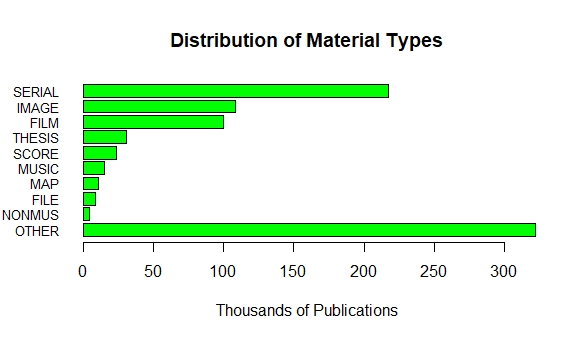 Distribution of Material Types
SERIAL
IMAGE
FILM
THESIS
SCORE
MUSIC
MAP
FILE
NONMUS
OTHER
0 50 100 150 200 250 300
Thousands of Publications